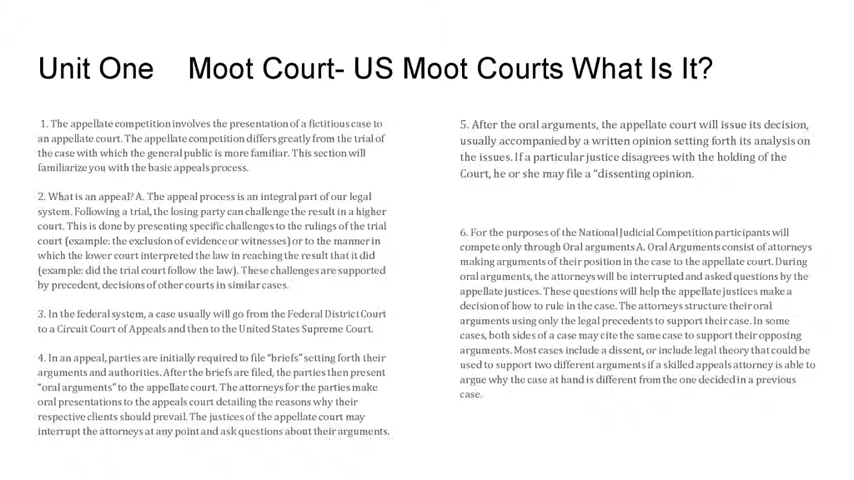 Unit One Moot Court- US Moot Courts What Is It?
1. The appellate competition involves the presentation of a fictitious case to
an appellate court. The appellate competition differs greatly from the trial of
the case with which the general public is more familiar. This section will
familiarize you with the basic appeals process.
2. What is an appeal? A. The appeal process is an integral part of our legal
system. Following a trial, the losing party can challenge the result in a higher
court. This is done by presenting specific challenges to the rulings of the trial
court (example: the exclusion of evidence or witnesses) or to the manner in
which the lower court interpreted the law in reaching the result that it did
(example: did the trial court follow the law). These challenges are supported
by precedent, decisions of other courts in similar cases.
3. In the federal system, a case usually will go from the Federal District Court
to a Circuit Court of Appeals and then to the United States Supreme Court.
4. In an appeal, parties are initially required to file “briefs” setting forth their
arguments and authorities. After the briefs are filed, the parties then present
“oral arguments” to the appellate court. The attorneys for the parties make
oral presentations to the appeals court detailing the reasons why their
respective clients should prevail. The justices of the appellate court may
interrupt the attorneys at any point and ask questions about their arguments.
5. After the oral arguments, the appellate court will issue its decision,
usually accompanied by a written opinion setting forth its analysis on
the issues. If a particular justice disagrees with the holding of the
Court, he or she may file a “dissenting opinion.
6. For the purposes of the National Judicial Competition participants will
compete only through Oral arguments A. Oral Arguments consist of attorneys
making arguments of their position in the case to the appellate court. During
oral arguments, the attorneys will be interrupted and asked questions by the
appellate justices. These questions will help the appellate justices make a
decision of how to rule in the case. The attorneys structure their oral
arguments using only the legal precedents to support their case. In some
cases, both sides of a case may cite the same case to support their opposing
arguments. Most cases include a dissent, or include legal theory that could be
used to support two different arguments if a skilled appeals attorney is able to
argue why the case at hand is different from the one decided in a previous
case.